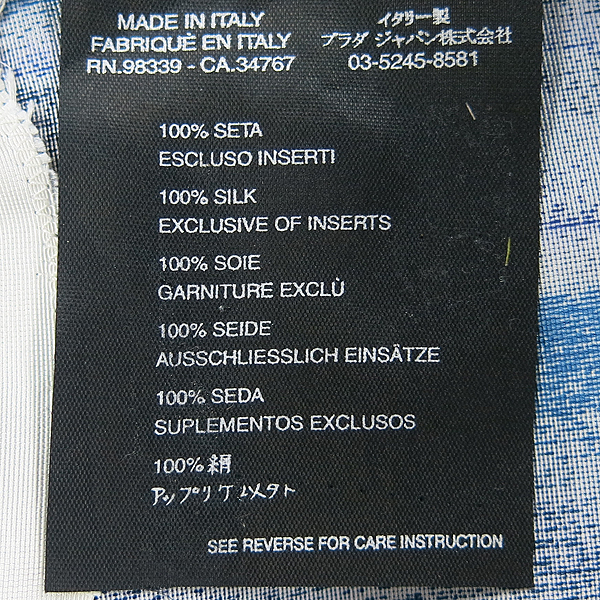 MADE IN ITALY
FABRIQUÈ EN ITALY
RN.98339 - CA.34767
イタリー製
プラダ ジャパン株式会社
03-5245-8581
100% SETA
ESCLUSO INSERTI
100% SILK
EXCLUSIVE OF INSERTS
100% SOIE
GARNITURE EXCLÙ
100% SEIDE
AUSSCHLIESSLICH EINSÄTZE
100% SEDA
SUPLEMENTOS EXCLUSOS
100% 絹
アップリケ以外
SEE REVERSE FOR CARE INSTRUCTION